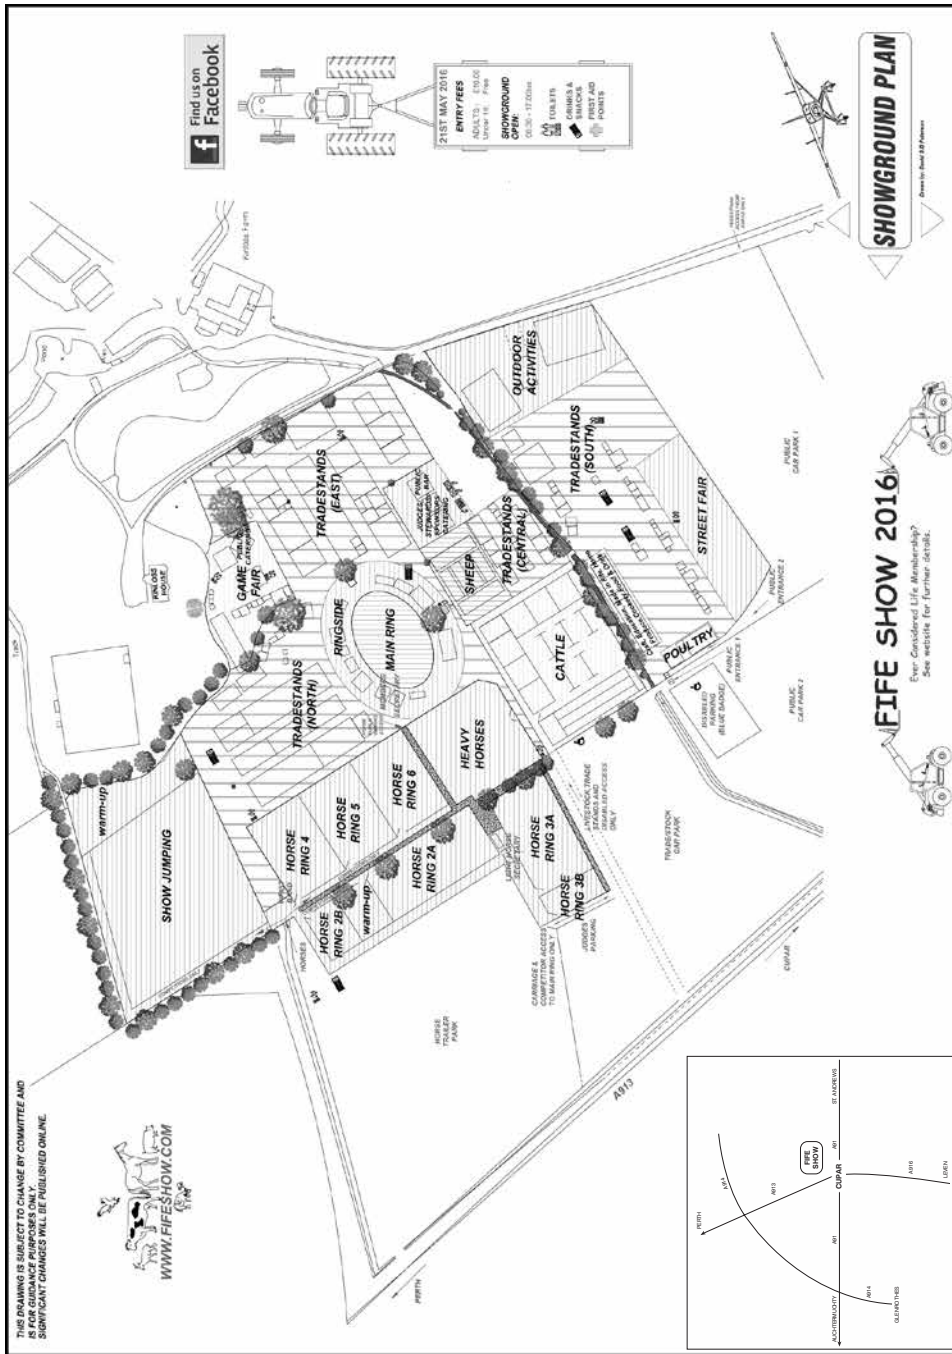 THIS DRAWING IS SUBJECT TO CHANGE BY COMMITTEE AND
IS FOR GUIDANCE PURPOSES ONLY.
SIGNIFICANT CHANGES WILL BE PUBLISHED ONLINE.
WWW.FIFESHOW.COM
Find us on
Facebook
21ST MAY 2016
ENTRY FEES
SHOWGROUND
OPEN:
TOILETS
DRINKS &
SNACKS
FIRST AID
POINTS
SHOWGROUND PLAN
KINLOSS
HOUSE
warm-up
SHOW JUMPING
GAME
FAIR
PUBLIC
CATERING
TRADESTANDS
(EAST)
TRADESTANDS
(NORTH)
RINGSIDE
MAIN RING
SHEEP
TRADESTANDS
(CENTRAL)
OUTDOOR
ACTIVITIES
TRADESTANDS
(SOUTH)
STREET FAIR
CATTLE
POULTRY
HEAVY
HORSES
HORSE
RING 4
HORSE
RING 5
HORSE
RING 6
HORSE
RING 2B
warm-up
HORSE
RING 2A
HORSE
RING 3A
HORSE
RING 3B
HORSES
HORSE
TRAILER
PARK
CARRIAGE &
COMPETITOR ACCESS
TO MAIN RING ONLY
JUDGES
PARKING
LIVESTOCK, TRADE
STANDS AND
DISABLED ACCESS
ONLY
TRADE/STOCK
CAR PARK
DISABLED
PARKING
(BLUE BADGE)
PUBLIC
ENTRANCE 1
PUBLIC
ENTRANCE 2
PUBLIC
CAR PARK 1
PUBLIC
CAR PARK 2
A913
PERTH
CUPAR
FIFE SHOW 2016
Ever Considered Life Membership?
See website for further details.
PERTH
A913
FIFE
SHOW
CUPAR
A91
ST ANDREWS
A91
AUCHTERMUCHTY
A914
GLENROTHES
A916
LEVEN